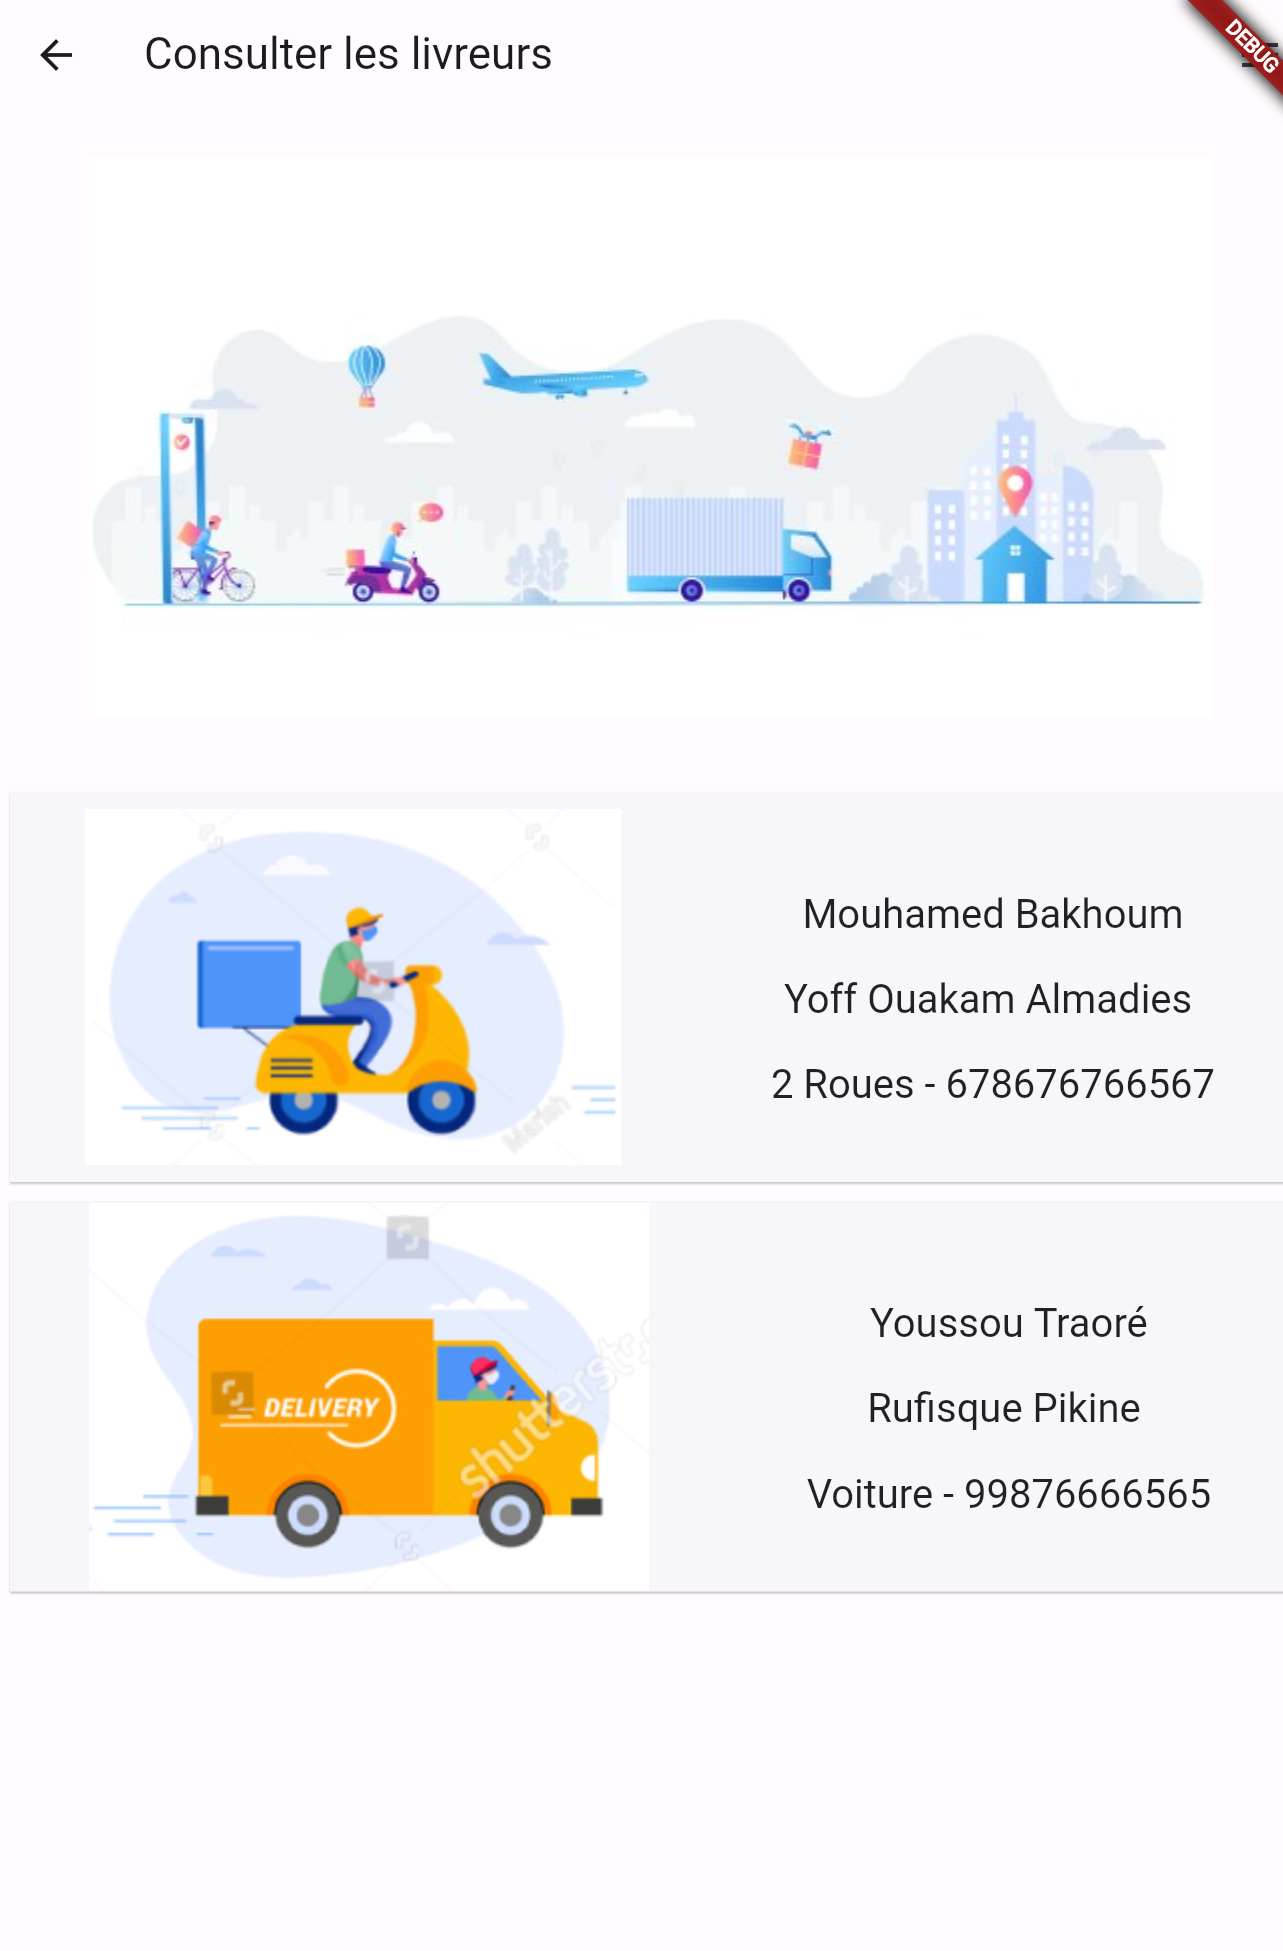 Consulter les livreurs
DEBUG
Mouhamed Bakhoum
Yoff Ouakam Almadies
2 Roues - 678676766567
Marish
DELIVERY
Youssou Traoré
Rufisque Pikine
Voiture - 99876666565